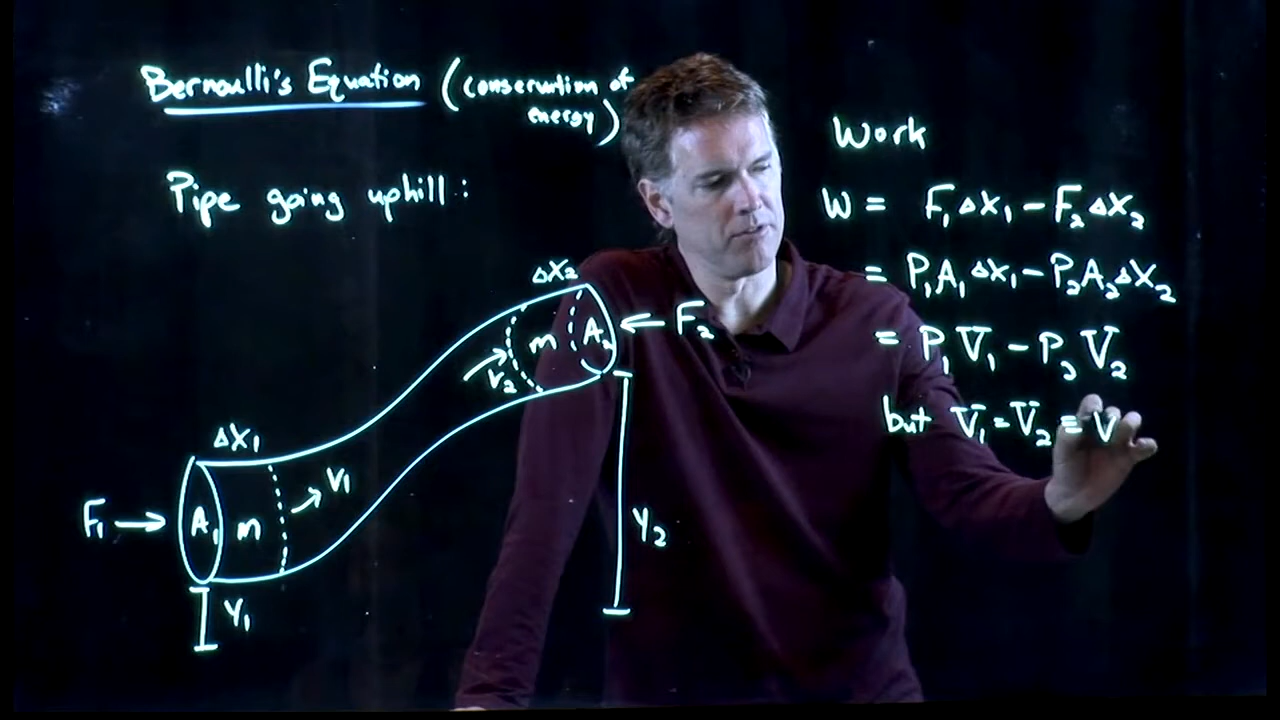 Bernoulli's Equation (conservation of
energy)
Pipe going uphill:
Work
W = F₁ΔX₁ - F₂ΔX₂
= P₁A₁ΔX₁ - P₂A₂ΔX₂
= P₁V₁ - P₂V₂
but V₁ = V₂ = V
ΔX₂
m
A₂
← F₂
V₂
ΔX₁
V₁
F₁ →
A₁
m
Y₂
Y₁